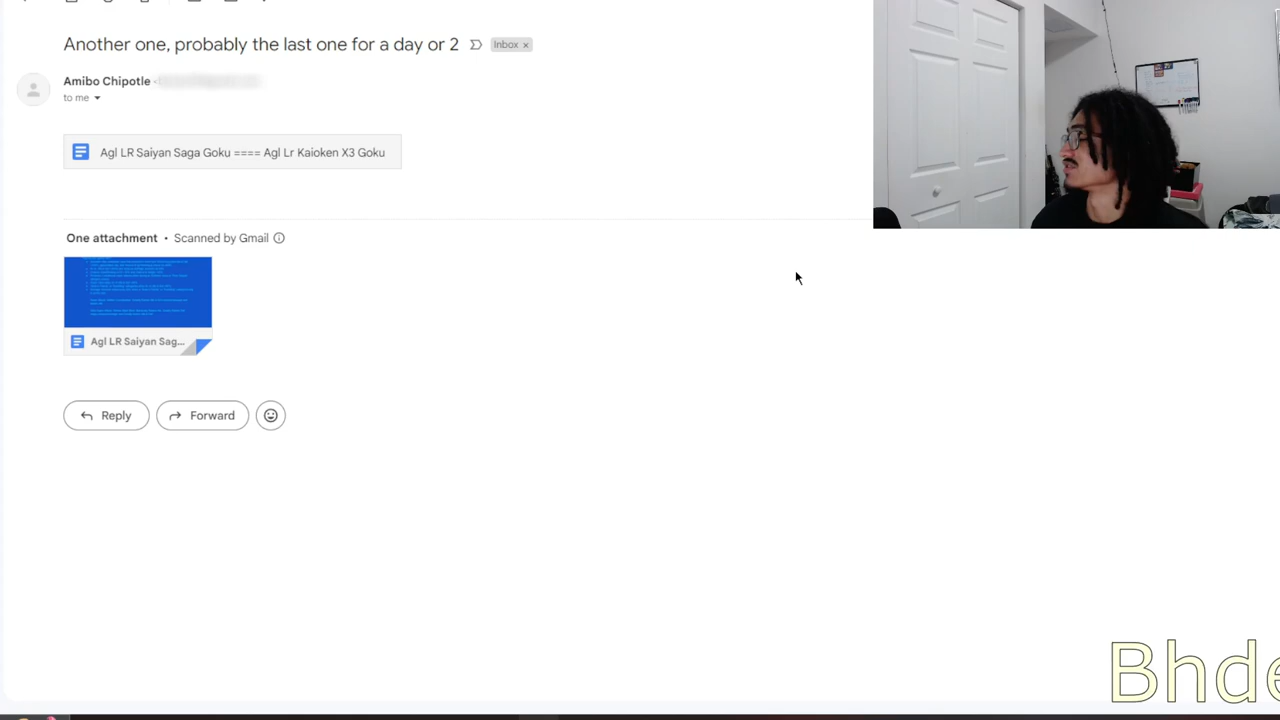 Another one, probably the last one for a day or 2
Inbox ×
Amibo Chipotle
to me
Agl LR Saiyan Saga Goku ==== Agl Lr Kaioken X3 Goku
One attachment • Scanned by Gmail
Agl LR Saiyan Sag...
Reply
Forward
Bhde